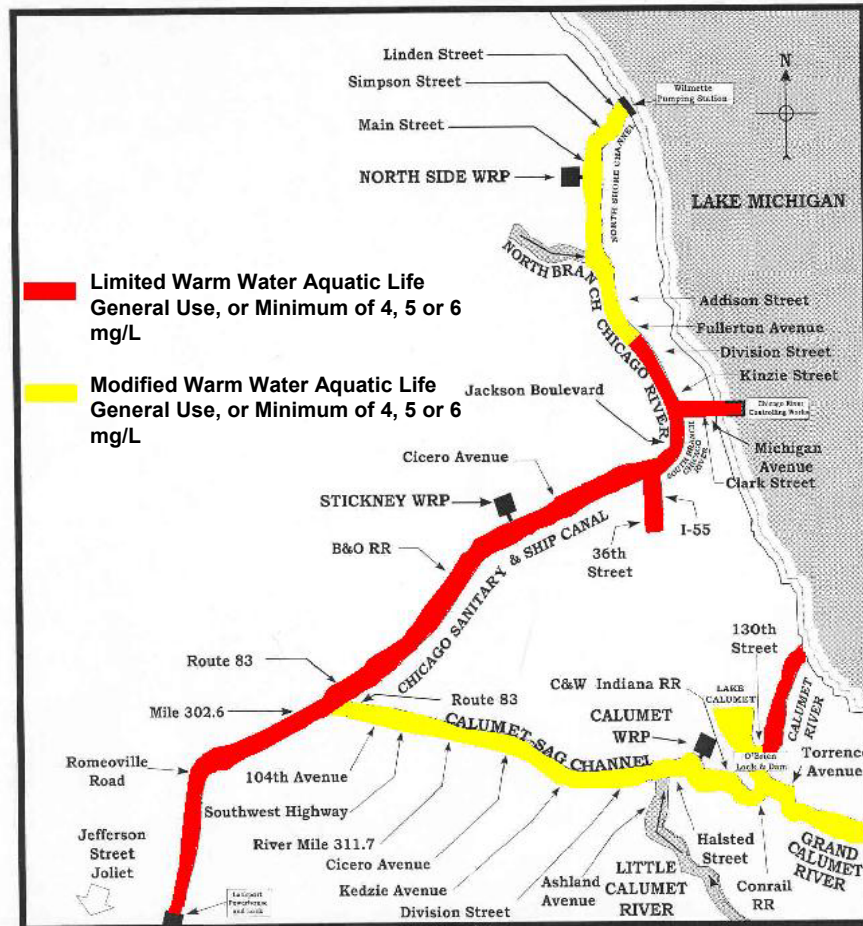 Linden Street
Simpson Street
Main Street
NORTH SIDE WRP
Wilmette
Pumping Station
N
LAKE MICHIGAN
NORTH SHORE CHANNEL
NORTH BRANCH CHICAGO RIVER
Limited Warm Water Aquatic Life
General Use, or Minimum of 4, 5 or 6
mg/L
Modified Warm Water Aquatic Life
General Use, or Minimum of 4, 5 or 6
mg/L
Addison Street
Fullerton Avenue
Division Street
Kinzie Street
Jackson Boulevard
Chicago River
Controlling Works
Michigan
Avenue
Clark Street
SOUTH BRANCH
CHICAGO
RIVER
Cicero Avenue
STICKNEY WRP
B&O RR
CHICAGO SANITARY & SHIP CANAL
I-55
36th
Street
Route 83
Mile 302.6
Route 83
130th
Street
C&W Indiana RR
LAKE
CALUMET
CALUMET
RIVER
CALUMET
WRP
CALUMET SAG CHANNEL
O'Brien
Lock & Dam
Torrence
Avenue
Romeoville
Road
104th Avenue
Southwest Highway
River Mile 311.7
Cicero Avenue
Kedzie Avenue
Division Street
Ashland
Avenue
LITTLE
CALUMET
RIVER
Halsted
Street
Conrail
RR
GRAND
CALUMET
RIVER
Jefferson
Street
Joliet
Lockport
Powerhouse
and Lock